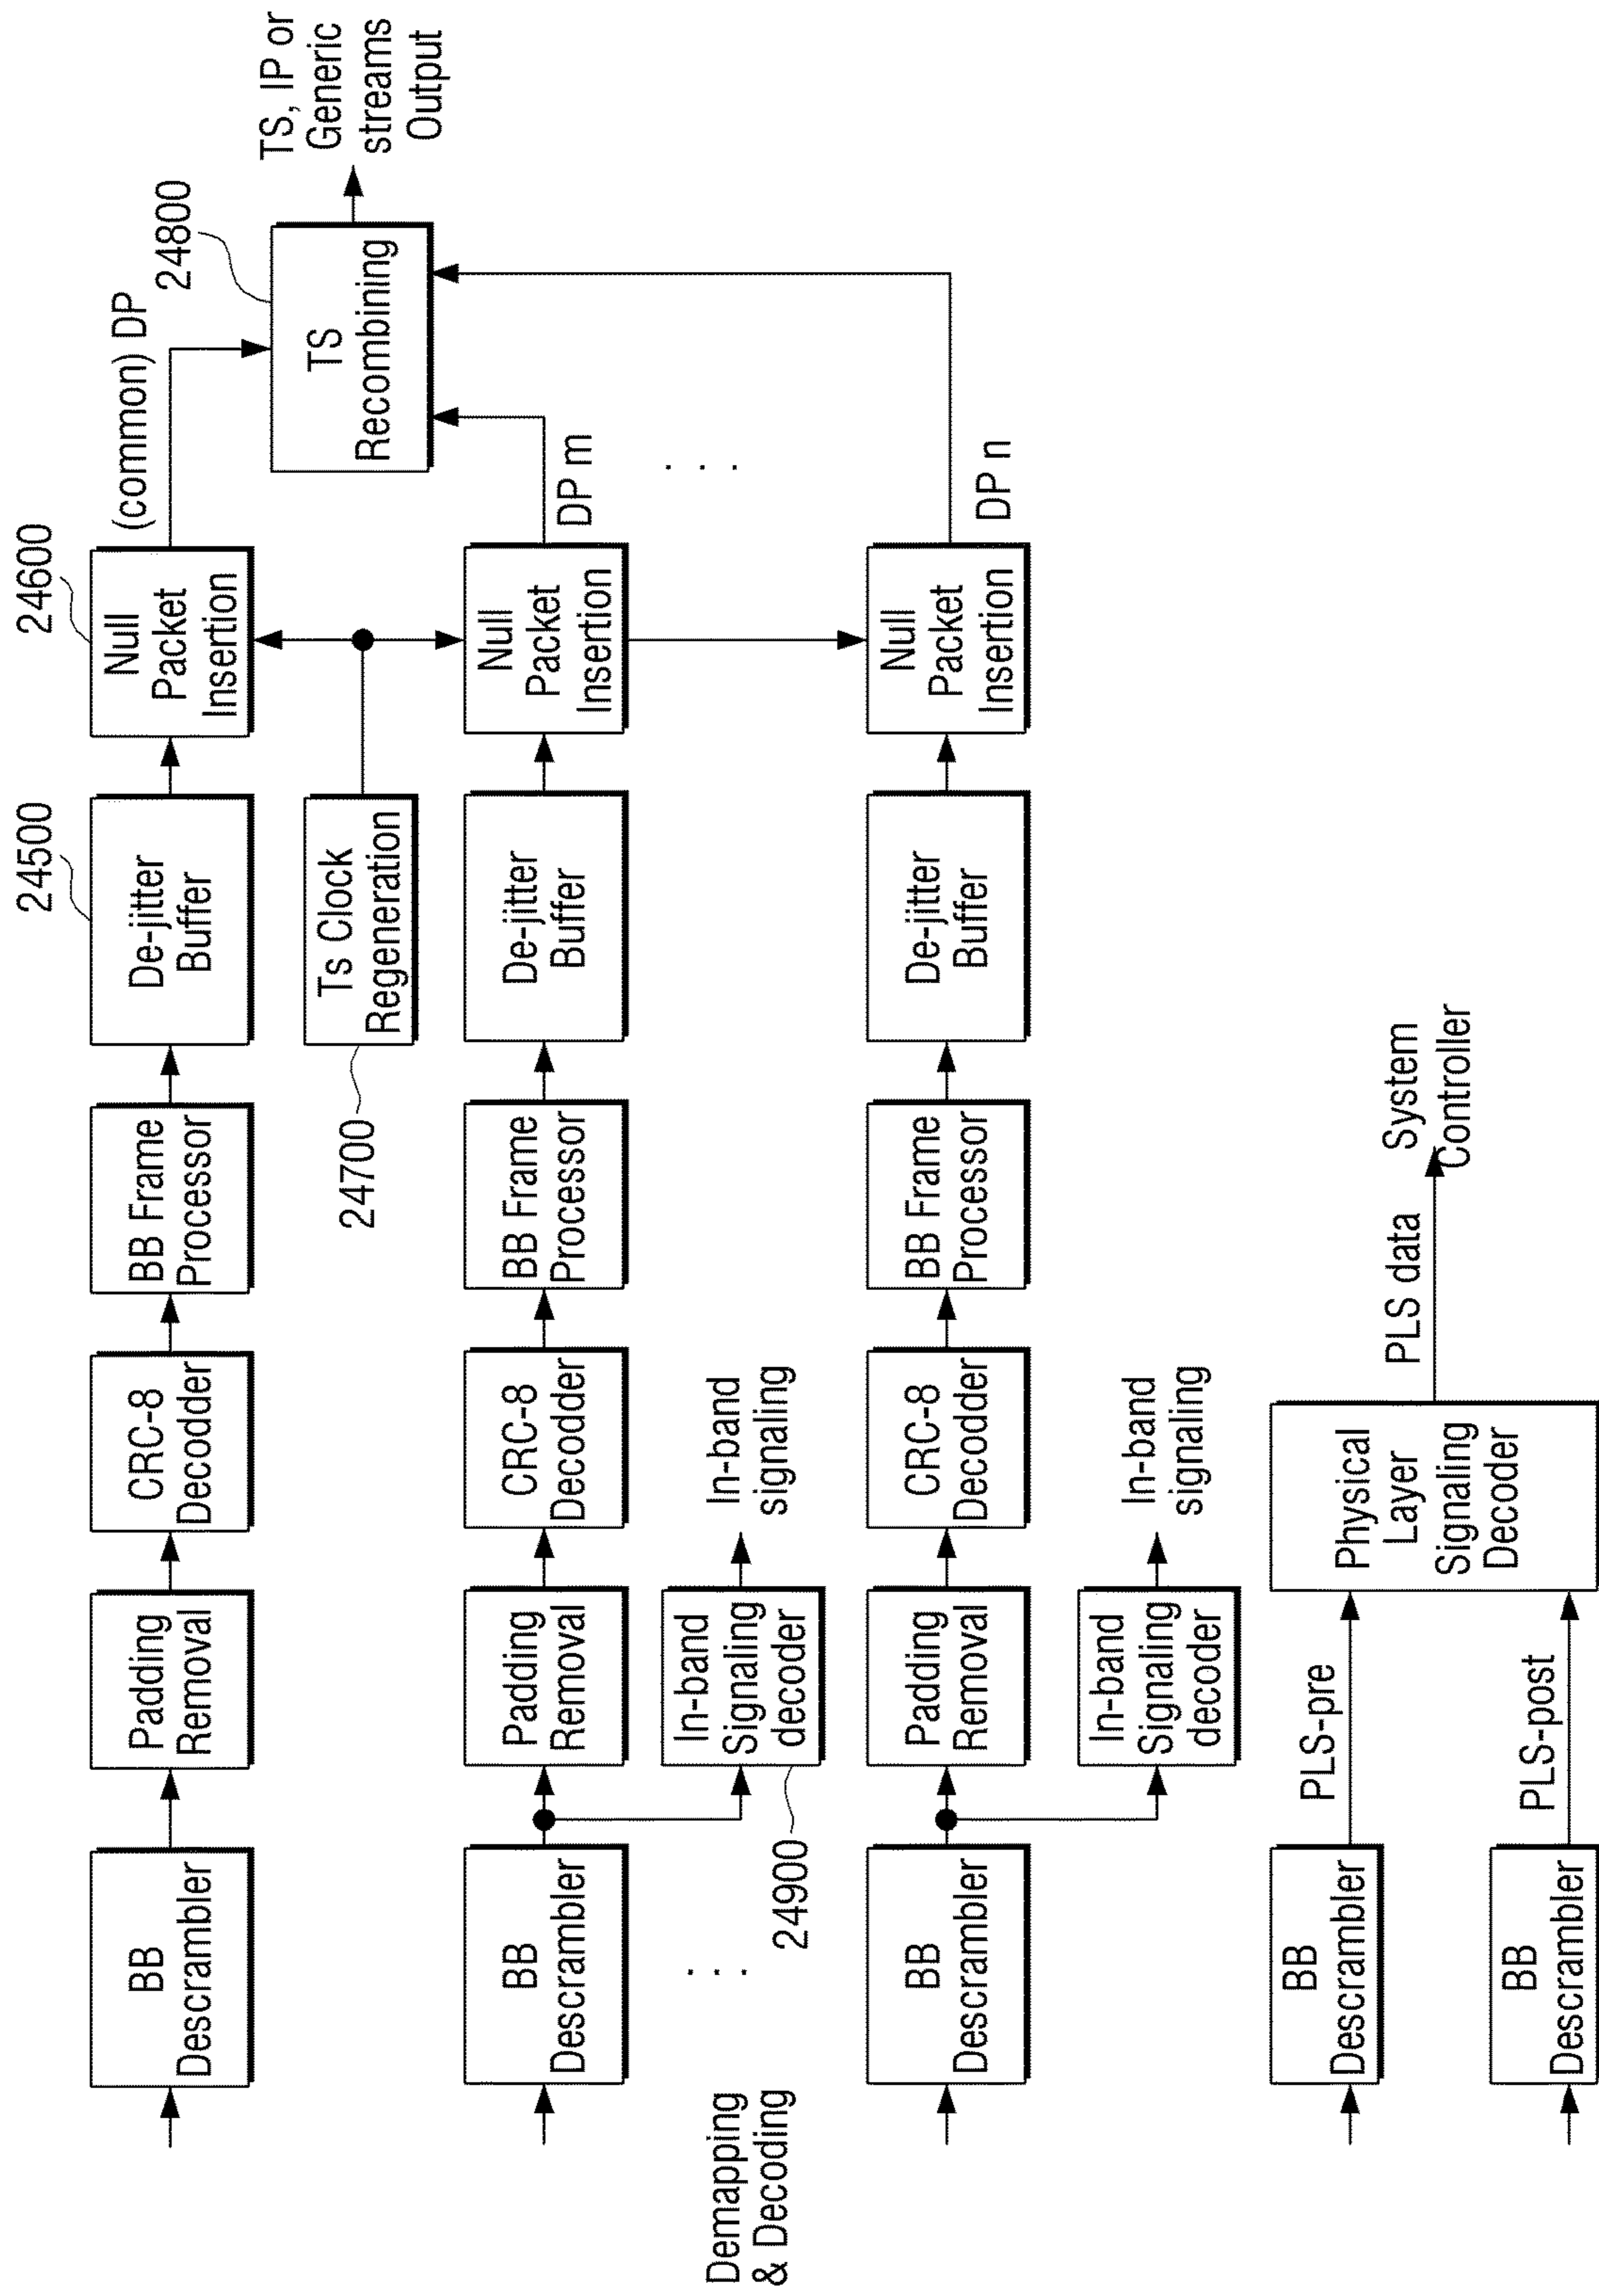 24500
24600
(common) DP
BB
Descrambler
Padding
Removal
CRC-8
Decodder
BB Frame
Processor
De-jitter
Buffer
Null
Packet
Insertion
24800
TS, IP or
Generic
streams
Output
TS
Recombining
24700
Ts Clock
Regeneration
BB
Descrambler
Padding
Removal
CRC-8
Decodder
BB Frame
Processor
De-jitter
Buffer
Null
Packet
Insertion
DP m
. . .
Demapping
& Decoding
. . .
24900
In-band
Signaling
decoder
In-band
signaling
BB
Descrambler
Padding
Removal
CRC-8
Decodder
BB Frame
Processor
De-jitter
Buffer
Null
Packet
Insertion
DP n
In-band
Signaling
decoder
In-band
signaling
BB
Descrambler
PLS-pre
BB
Descrambler
PLS-post
Physical
Layer
Signaling
Decoder
PLS data
System
Controller